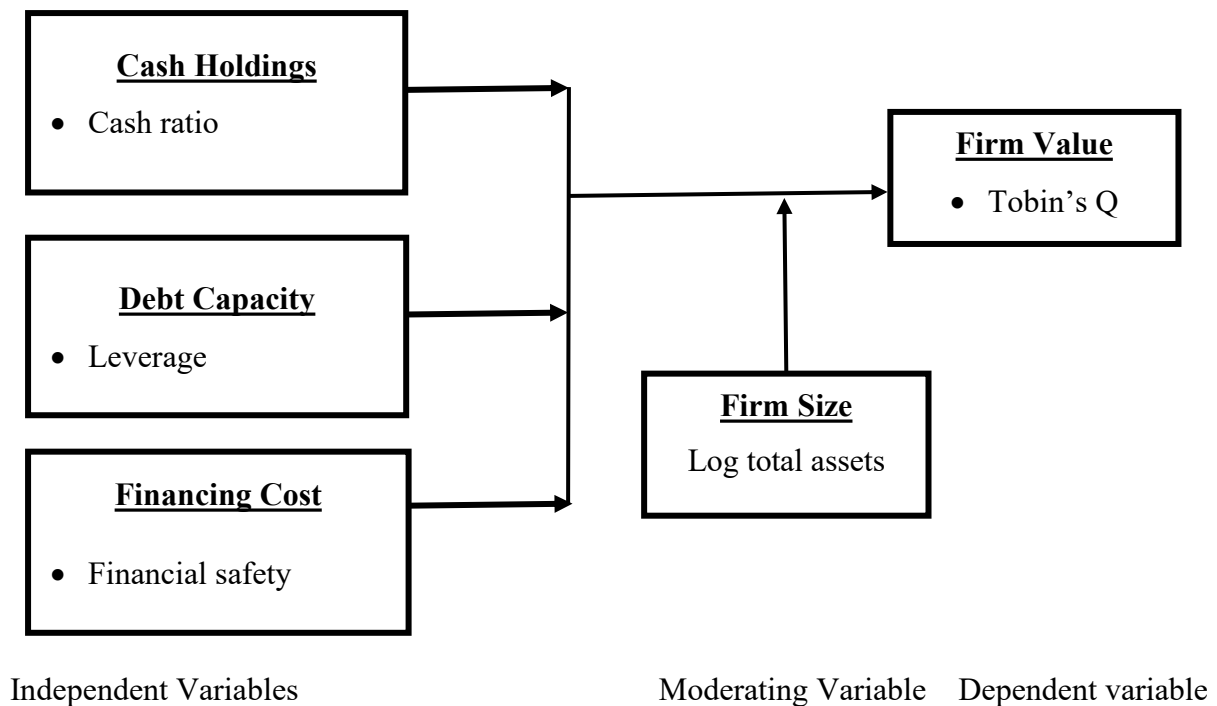 Cash Holdings
• Cash ratio
Debt Capacity
• Leverage
Financing Cost
• Financial safety
Firm Value
• Tobin’s Q
Firm Size
Log total assets
Independent Variables
Moderating Variable
Dependent variable